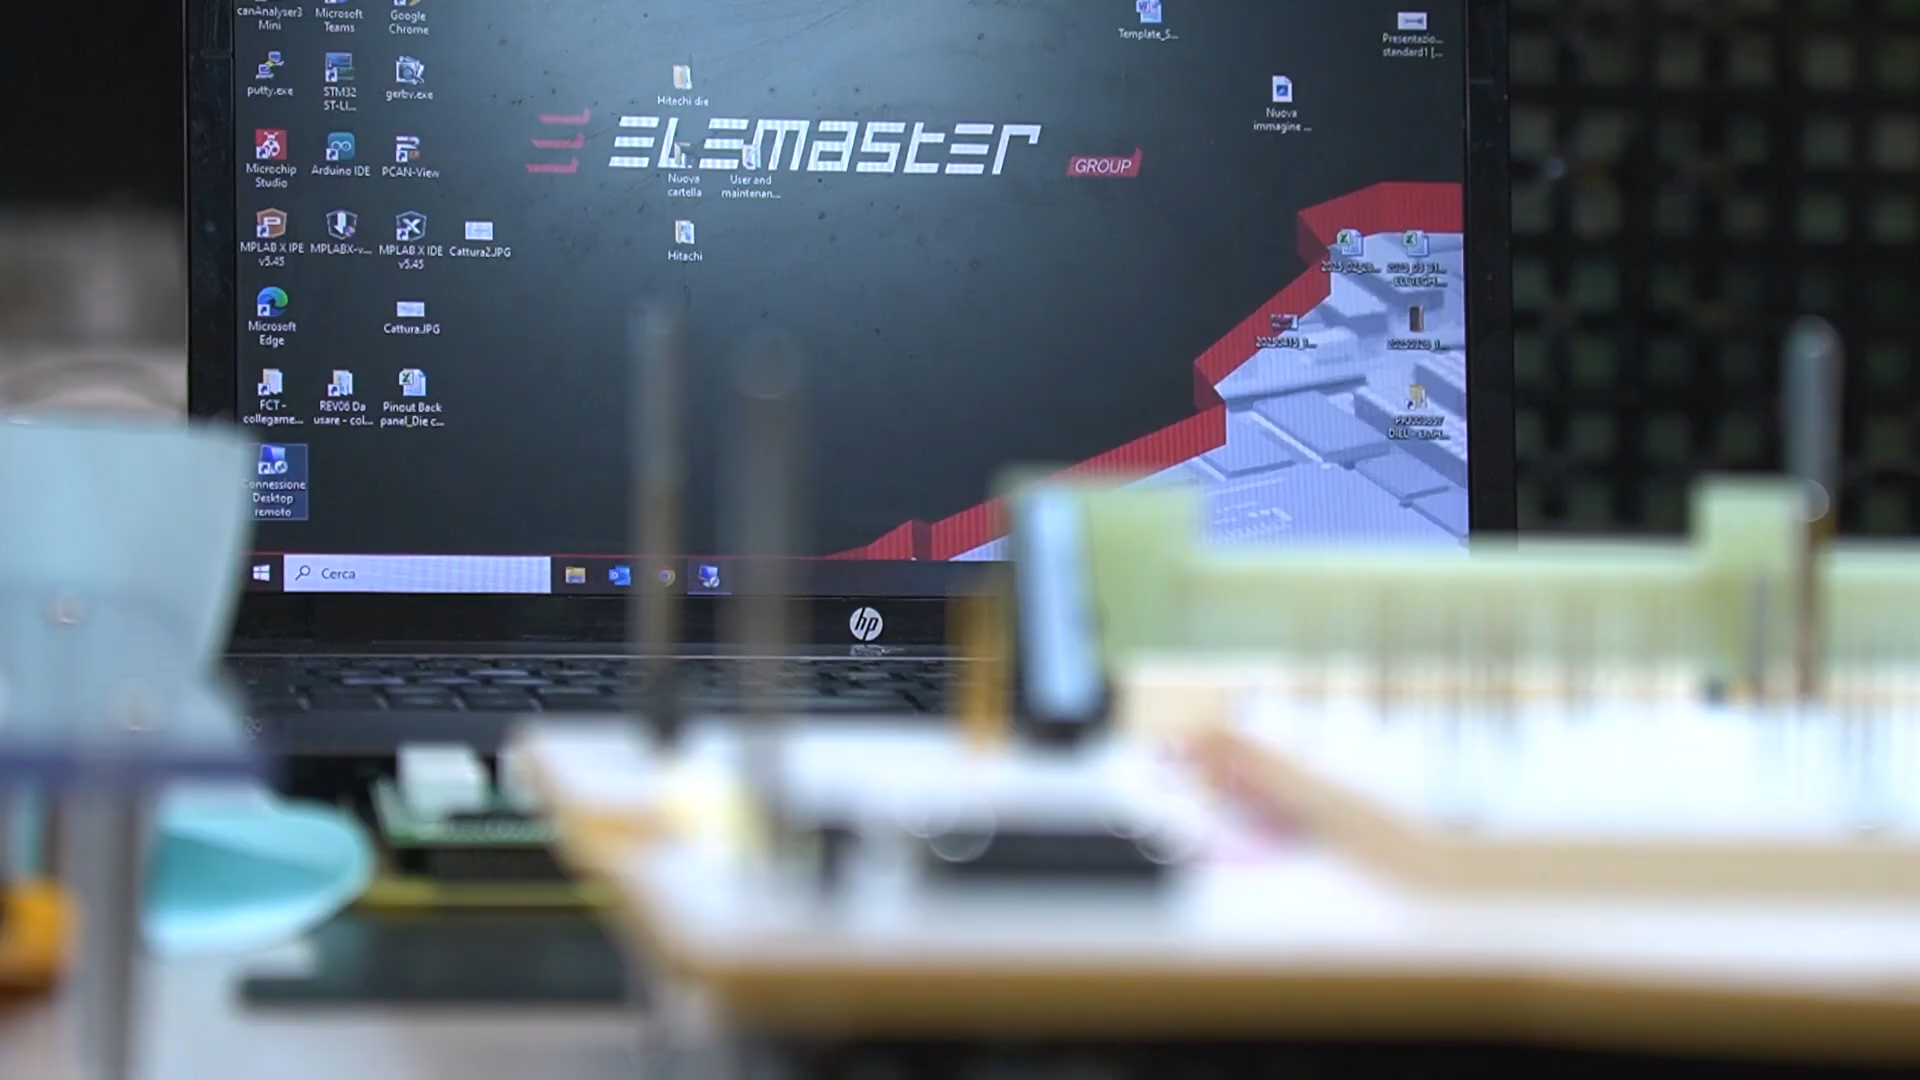 canAnalyser3
Mini
Microsoft
Teams
Google
Chrome
Template_S...
Presentazio...
standard1 [...
putty.exe
STM32
ST-LI...
gerbv.exe
Hitachi die
Nuova
immagine ...
ELEMASTER
GROUP
Microchip
Studio
Arduino IDE
PCAN-View
Nuova
cartella
User and
maintenan...
MPLAB X IPE
v5.45
MPLABX-v...
MPLAB X IDE
v5.45
Cattura2.JPG
Hitachi
Microsoft
Edge
Cattura.JPG
FCT -
collegame...
REV06 Da
usare - col...
Pinout Back
panel_Die c...
Connessione
Desktop
remoto
Cerca
hp